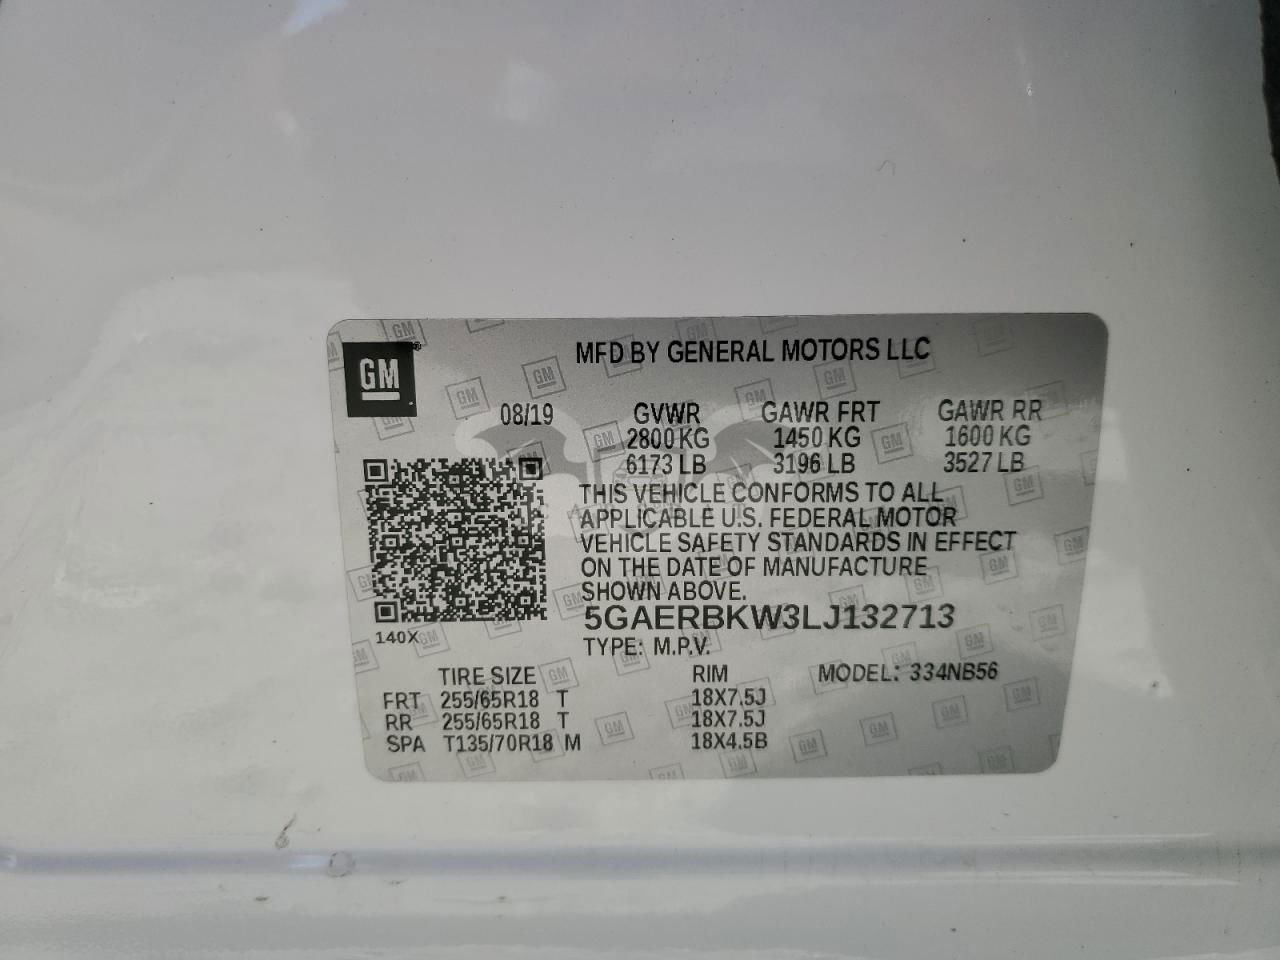 GM
MFD BY GENERAL MOTORS LLC
08/19 GVWR GAWR FRT GAWR RR
2800 KG 1450 KG 1600 KG
6173 LB 3196 LB 3527 LB
THIS VEHICLE CONFORMS TO ALL
APPLICABLE U.S. FEDERAL MOTOR
VEHICLE SAFETY STANDARDS IN EFFECT
ON THE DATE OF MANUFACTURE
SHOWN ABOVE.
5GAERBKW3LJ132713
140X
TYPE: M.P.V.
TIRE SIZE RIM MODEL: 334NB56
FRT 255/65R18 T 18X7.5J
RR 255/65R18 T 18X7.5J
SPA T135/70R18 M 18X4.5B